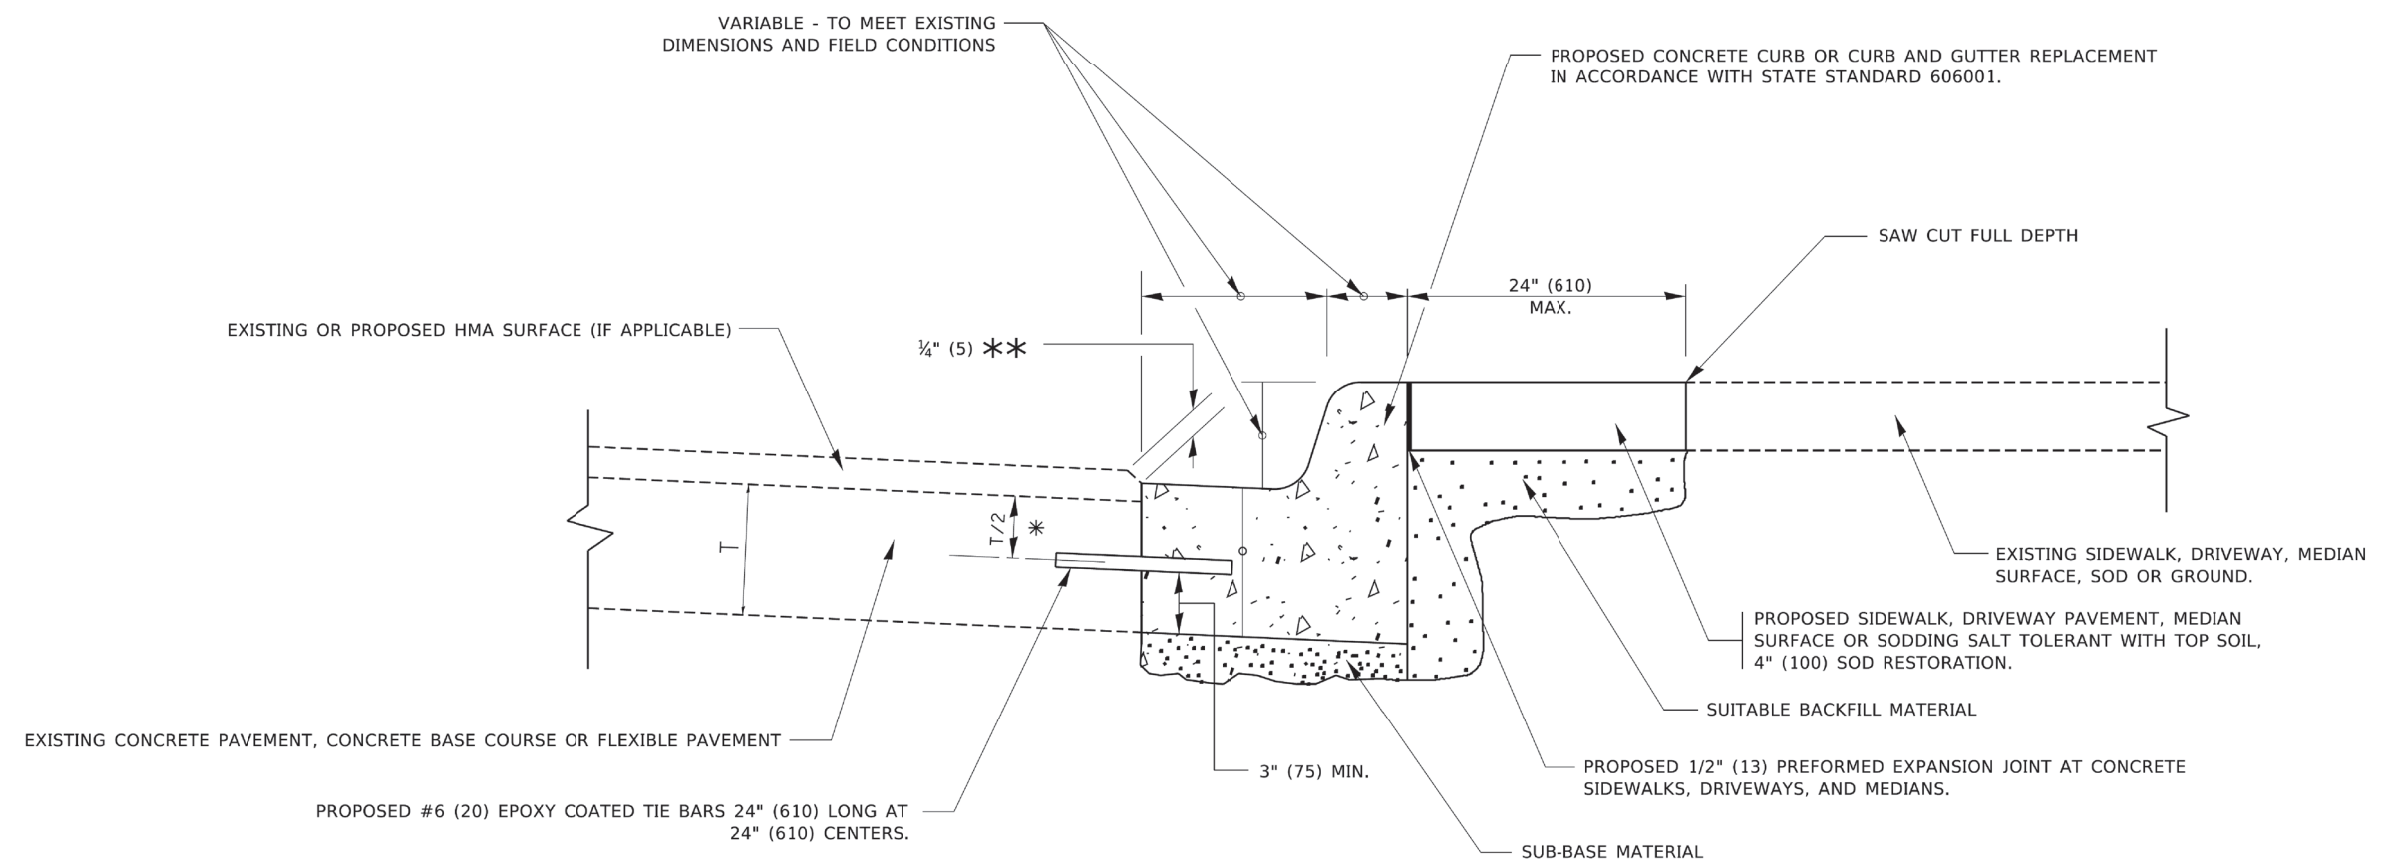 VARIABLE - TO MEET EXISTING
DIMENSIONS AND FIELD CONDITIONS
PROPOSED CONCRETE CURB OR CURB AND GUTTER REPLACEMENT
IN ACCORDANCE WITH STATE STANDARD 606001.
SAW CUT FULL DEPTH
24" (610)
MAX.
EXISTING OR PROPOSED HMA SURFACE (IF APPLICABLE)
¼" (5) **
T
T/2
*
EXISTING SIDEWALK, DRIVEWAY, MEDIAN
SURFACE, SOD OR GROUND.
PROPOSED SIDEWALK, DRIVEWAY PAVEMENT, MEDIAN
SURFACE OR SODDING SALT TOLERANT WITH TOP SOIL,
4" (100) SOD RESTORATION.
SUITABLE BACKFILL MATERIAL
EXISTING CONCRETE PAVEMENT, CONCRETE BASE COURSE OR FLEXIBLE PAVEMENT
3" (75) MIN.
PROPOSED 1/2" (13) PREFORMED EXPANSION JOINT AT CONCRETE
SIDEWALKS, DRIVEWAYS, AND MEDIANS.
PROPOSED #6 (20) EPOXY COATED TIE BARS 24" (610) LONG AT
24" (610) CENTERS.
SUB-BASE MATERIAL